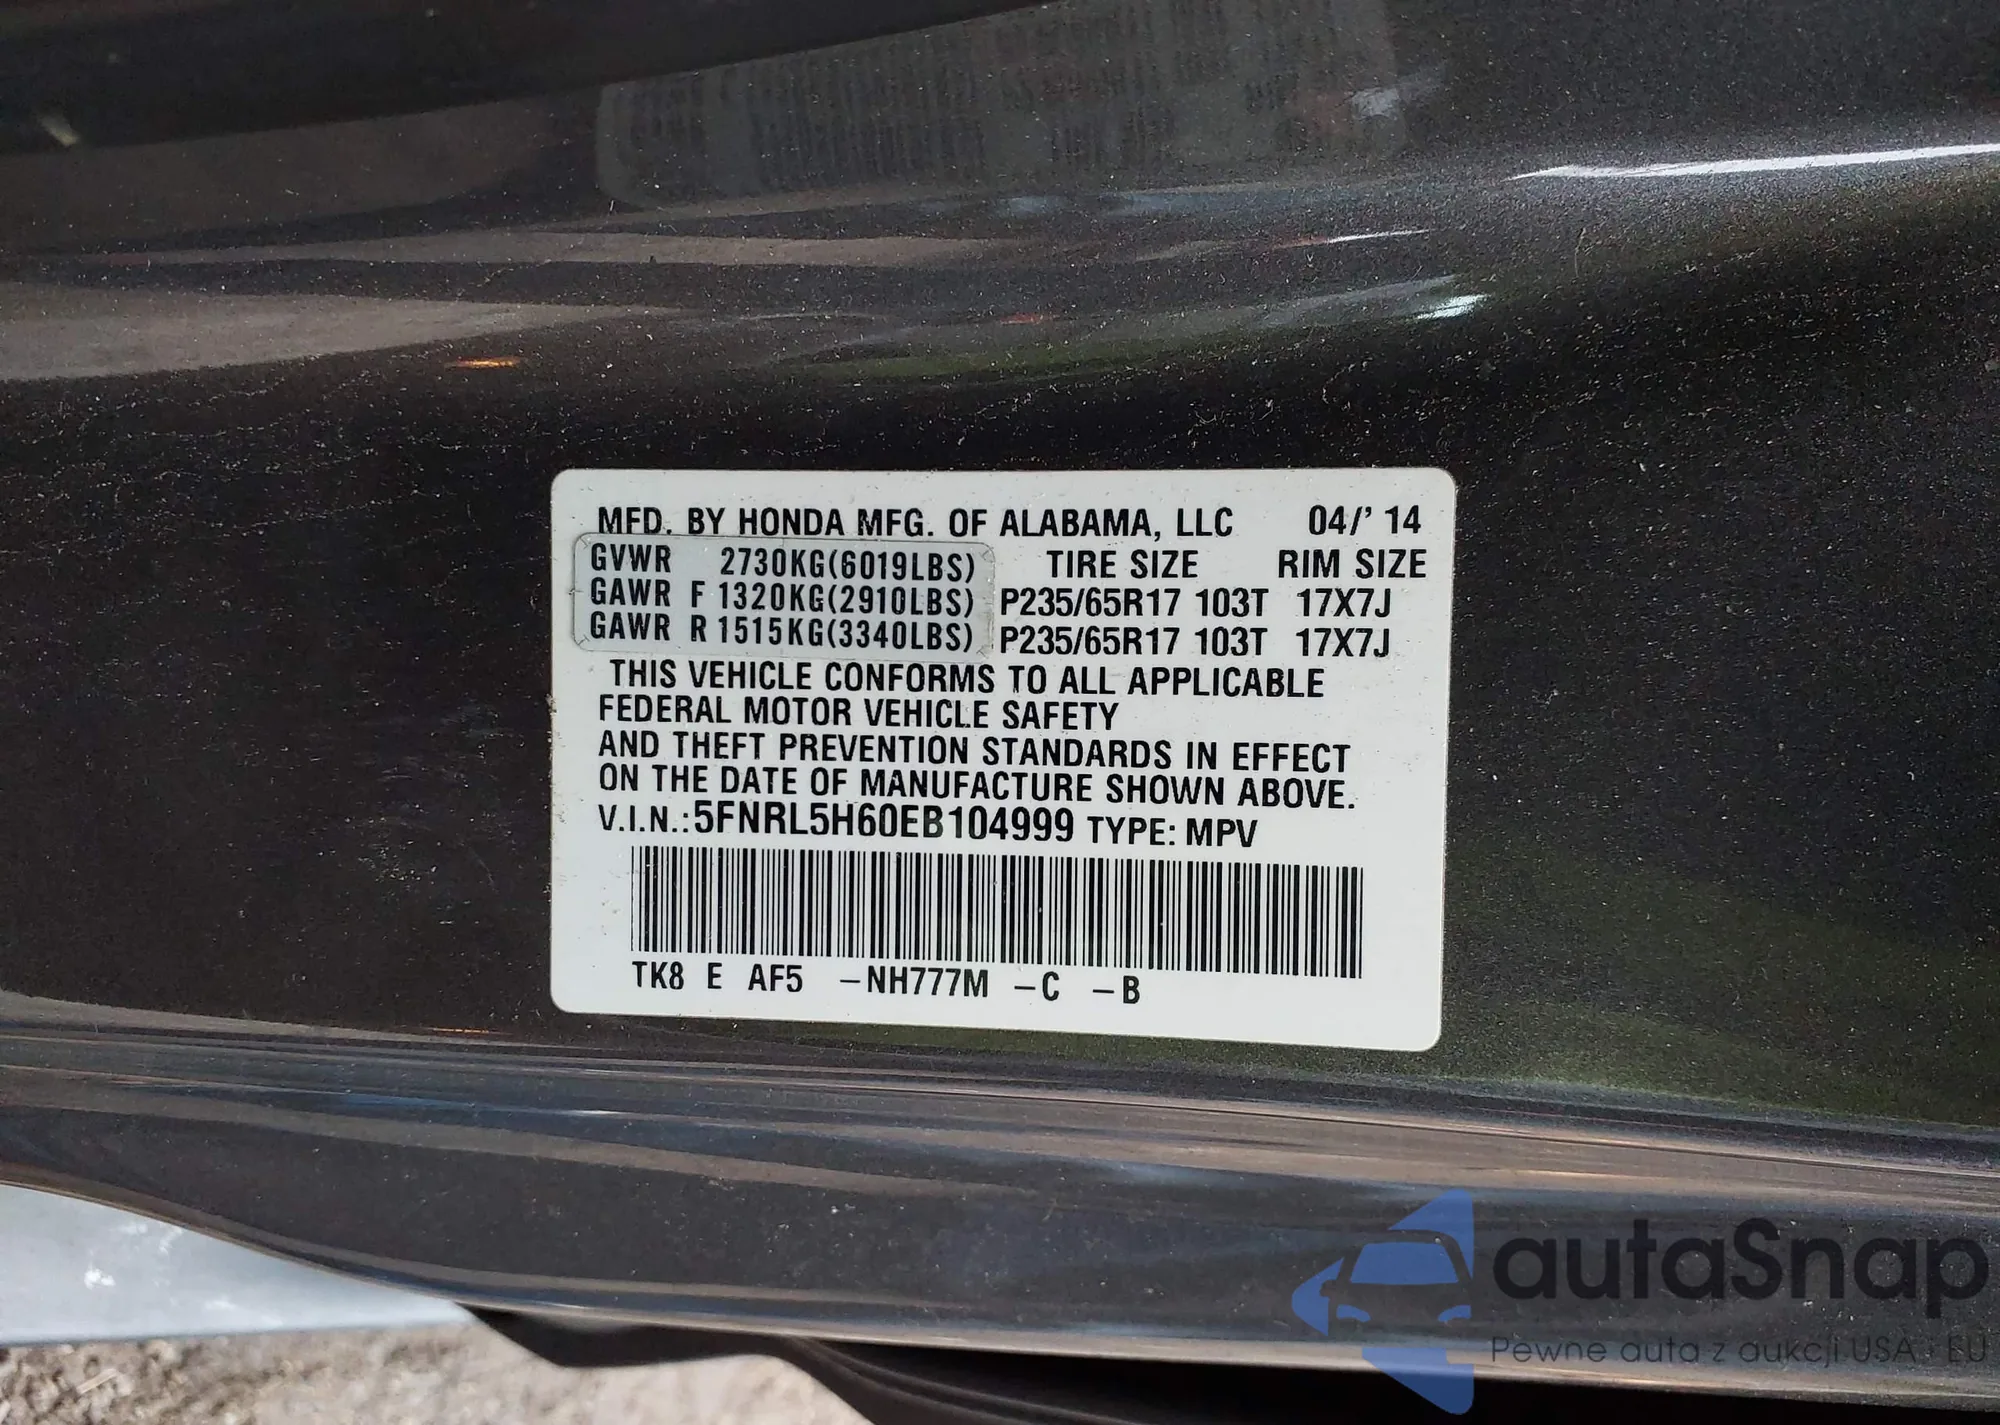 MFD. BY HONDA MFG. OF ALABAMA, LLC 04/' 14
GVWR 2730KG(6019LBS) TIRE SIZE RIM SIZE
GAWR F 1320KG(2910LBS) P235/65R17 103T 17X7J
GAWR R 1515KG(3340LBS) P235/65R17 103T 17X7J
THIS VEHICLE CONFORMS TO ALL APPLICABLE
FEDERAL MOTOR VEHICLE SAFETY
AND THEFT PREVENTION STANDARDS IN EFFECT
ON THE DATE OF MANUFACTURE SHOWN ABOVE.
V.I.N.:5FNRL5H60EB104999 TYPE: MPV
TK8 E AF5 -NH777M -C -B
autaSnap
Pewne auta z aukcji USA i EU